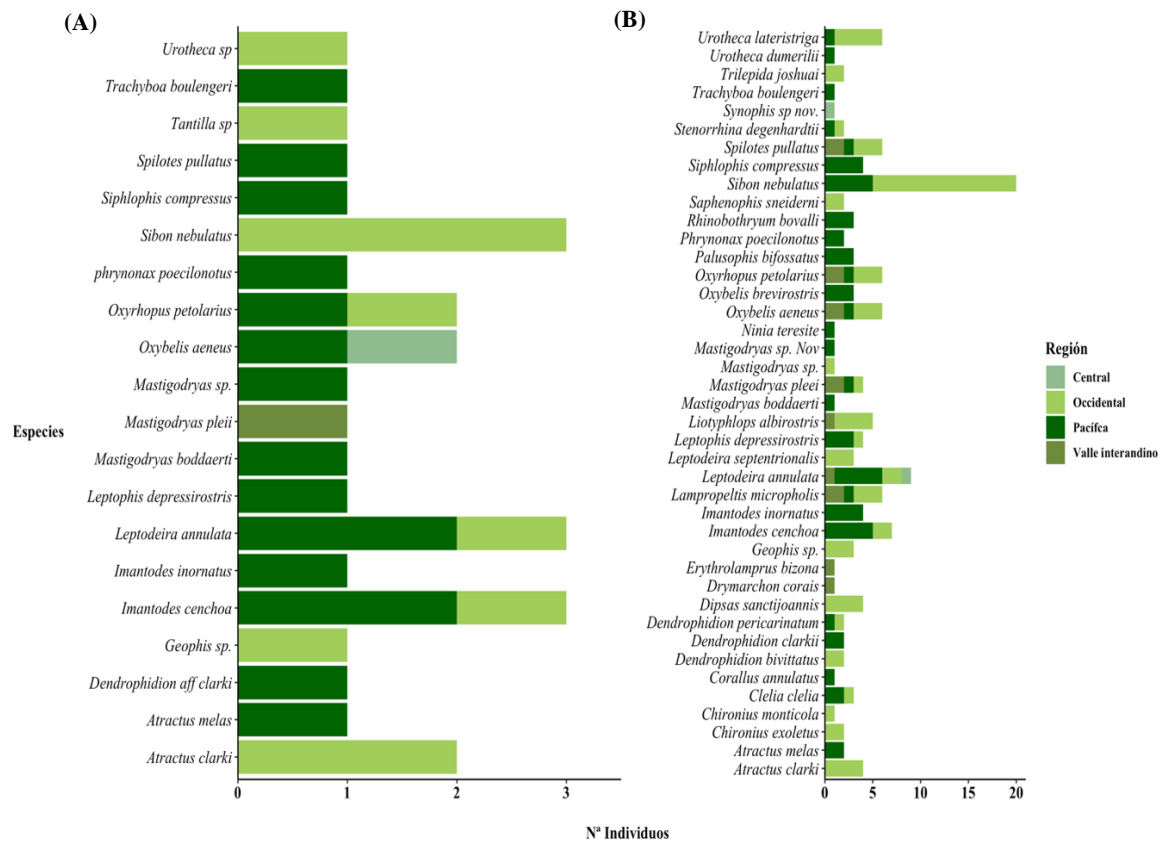 (A)
Urotheca sp
Trachyboa boulengeri
Tantilla sp
Spilotes pullatus
Siphlophis compressus
Sibon nebulatus
phrynonax poecilonotus
Oxyrhopus petolarius
Oxybelis aeneus
Mastigodryas sp.
Mastigodryas pleii
Mastigodryas boddaerti
Leptophis depressirostris
Leptodeira annulata
Imantodes inornatus
Imantodes cenchoa
Geophis sp.
Dendrophidion aff clarki
Atractus melas
Atractus clarki
Especies
0 1 2 3
(B)
Urotheca lateristriga
Urotheca dumerilii
Trilepida joshuai
Trachyboa boulengeri
Synophis sp nov.
Stenorrhina degenhardtii
Spilotes pullatus
Siphlophis compressus
Sibon nebulatus
Saphenophis sneiderni
Rhinobothryum bovalli
Phrynonax poecilonotus
Palusophis bifossatus
Oxyrhopus petolarius
Oxybelis brevirostris
Oxybelis aeneus
Ninia teresite
Mastigodryas sp. Nov
Mastigodryas sp.
Mastigodryas pleei
Mastigodryas boddaerti
Liotyphlops albirostris
Leptophis depressirostris
Leptodeira septentrionalis
Leptodeira annulata
Lampropeltis micropholis
Imantodes inornatus
Imantodes cenchoa
Geophis sp.
Erythrolamprus bizona
Drymarchon corais
Dipsas sanctijoannis
Dendrophidion pericarinatum
Dendrophidion clarkii
Dendrophidion bivittatus
Corallus annulatus
Clelia clelia
Chironius monticola
Chironius exoletus
Atractus melas
Atractus clarki
0 5 10 15 20
Región
Central
Occidental
Pacífca
Valle interandino
Nª Individuos